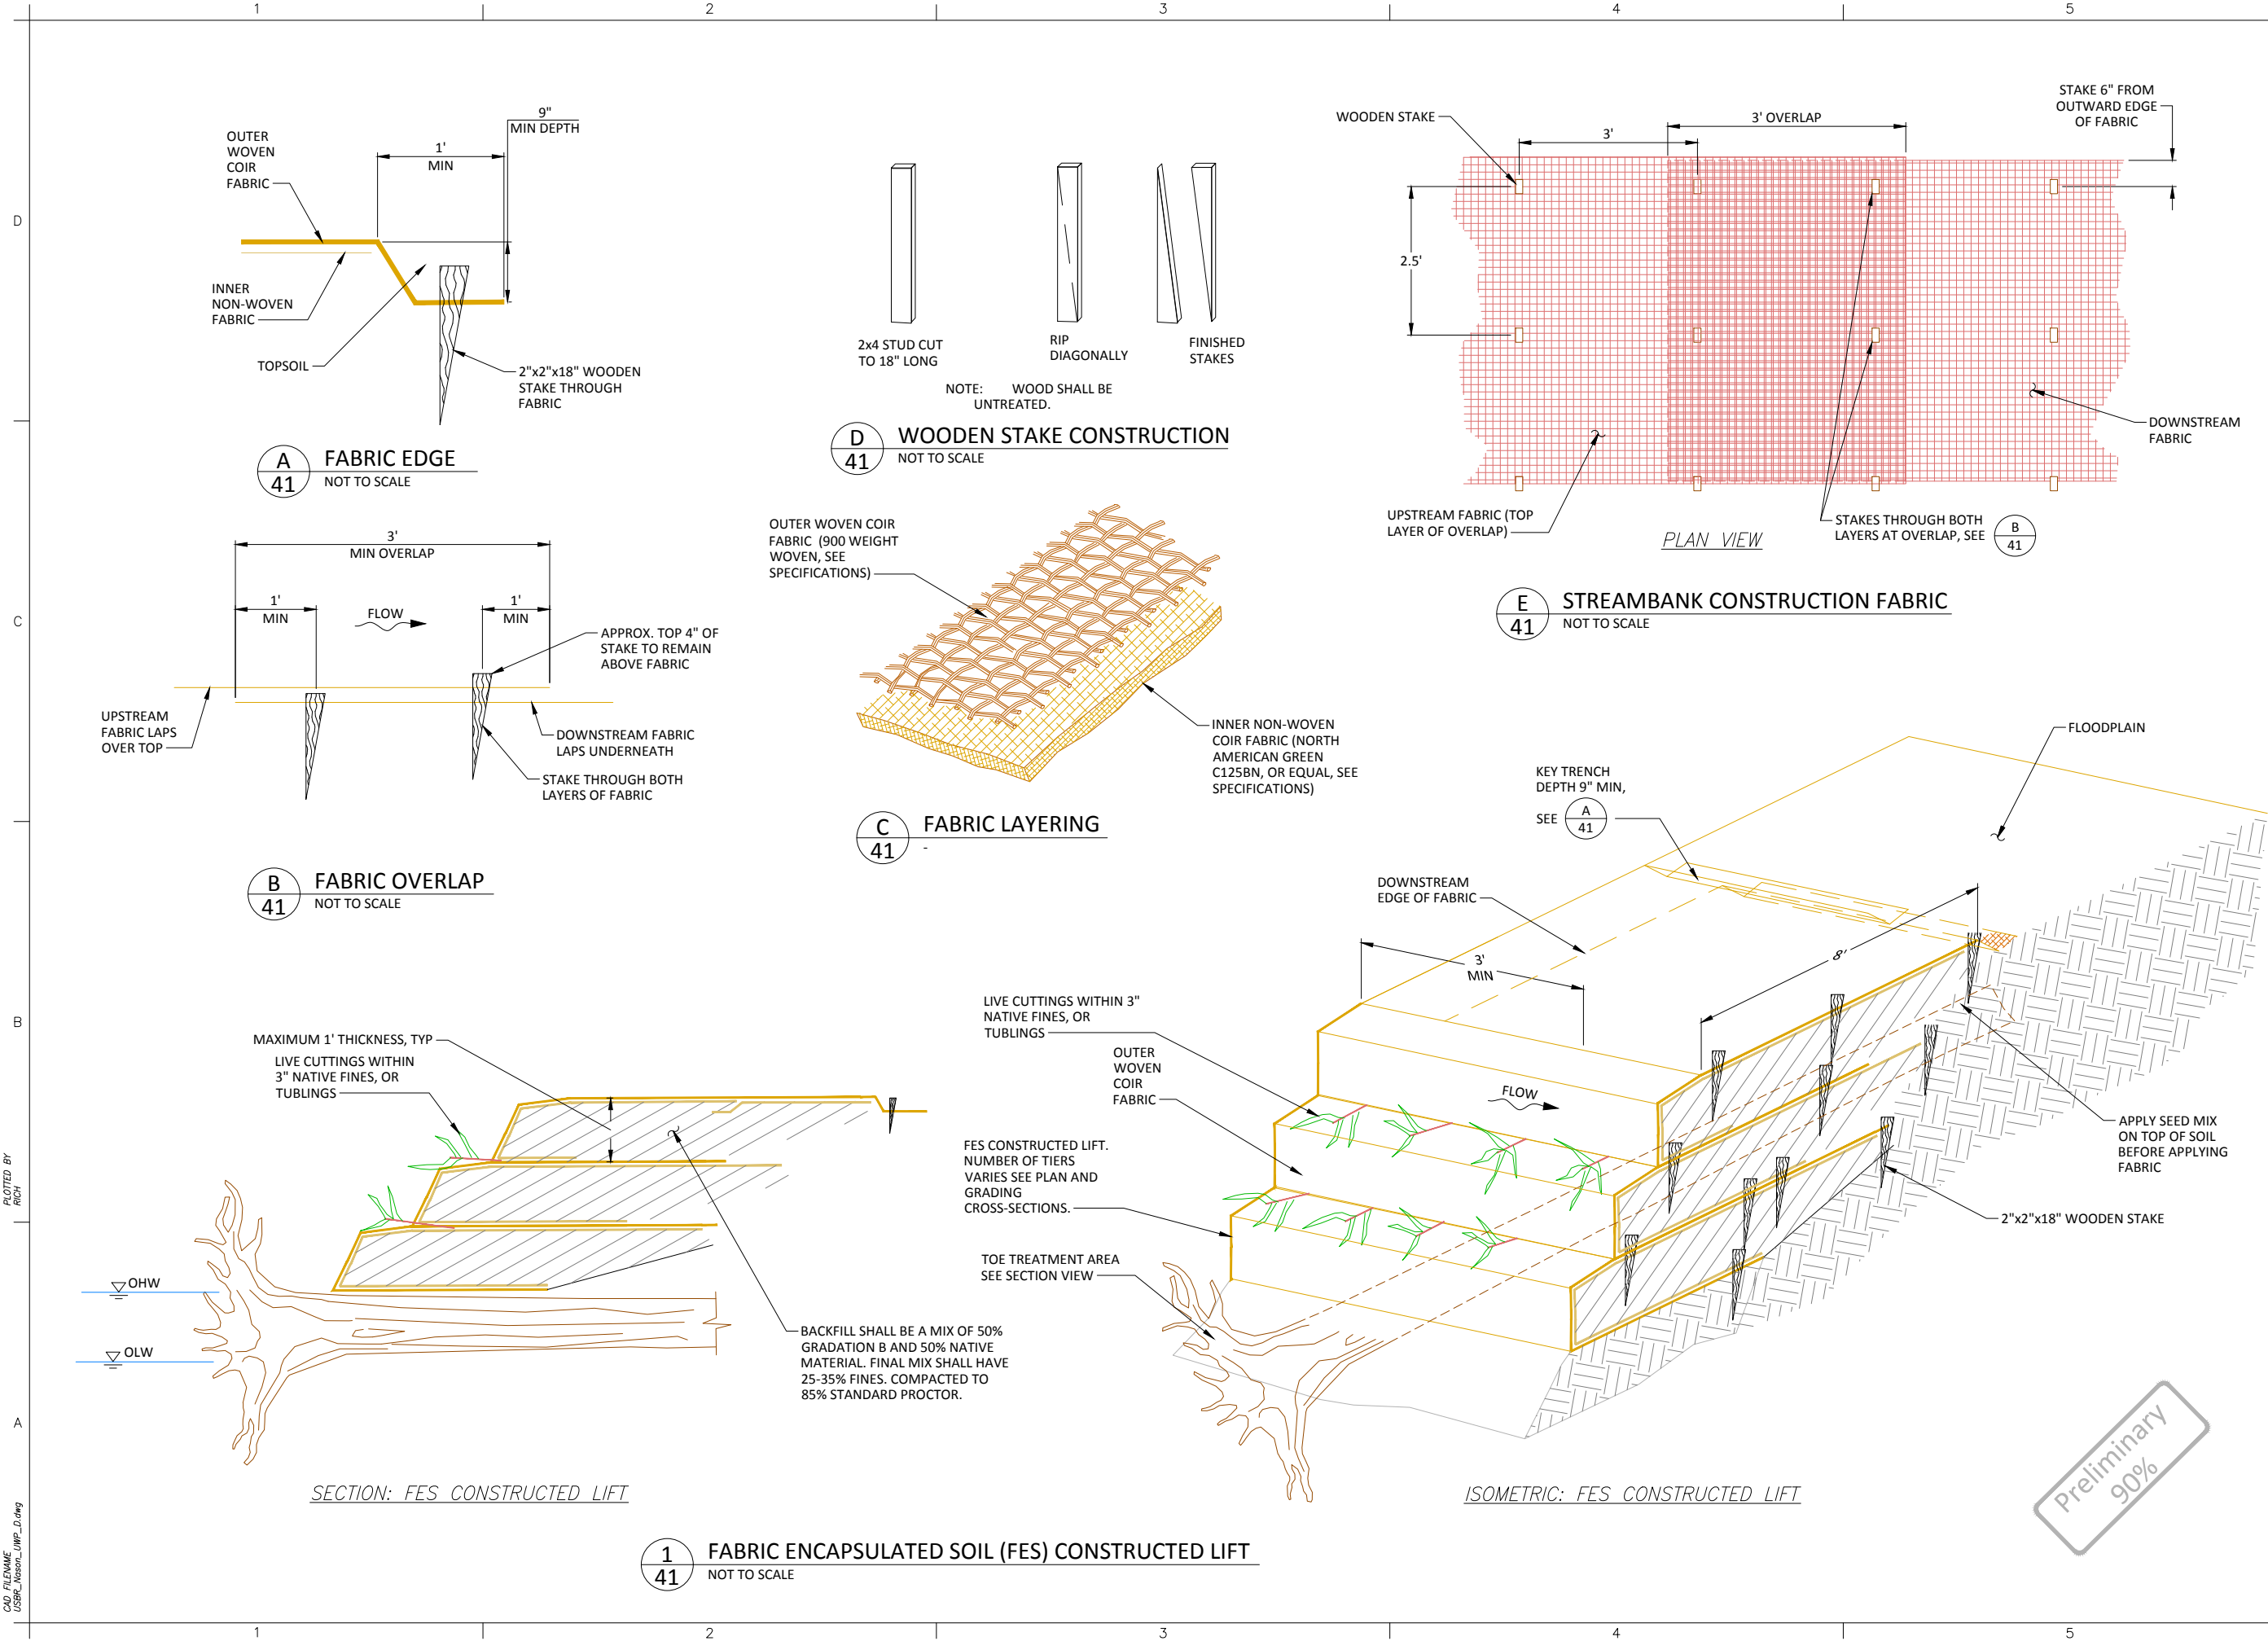 1 2 3 4 5
D
C
B
A
OUTER
WOVEN
COIR
FABRIC
9"
MIN DEPTH
1'
MIN
INNER
NON-WOVEN
FABRIC
TOPSOIL
2"x2"x18" WOODEN
STAKE THROUGH
FABRIC
A
41
FABRIC EDGE
NOT TO SCALE
2x4 STUD CUT
TO 18" LONG
RIP
DIAGONALLY
FINISHED
STAKES
NOTE: WOOD SHALL BE
UNTREATED.
D
41
WOODEN STAKE CONSTRUCTION
NOT TO SCALE
WOODEN STAKE
3'
3' OVERLAP
STAKE 6" FROM
OUTWARD EDGE
OF FABRIC
2.5'
DOWNSTREAM
FABRIC
UPSTREAM FABRIC (TOP
LAYER OF OVERLAP)
PLAN VIEW
STAKES THROUGH BOTH
LAYERS AT OVERLAP, SEE
B
41
E
41
STREAMBANK CONSTRUCTION FABRIC
NOT TO SCALE
3'
MIN OVERLAP
1'
MIN
FLOW
1'
MIN
APPROX. TOP 4" OF
STAKE TO REMAIN
ABOVE FABRIC
UPSTREAM
FABRIC LAPS
OVER TOP
DOWNSTREAM FABRIC
LAPS UNDERNEATH
STAKE THROUGH BOTH
LAYERS OF FABRIC
B
41
FABRIC OVERLAP
NOT TO SCALE
OUTER WOVEN COIR
FABRIC (900 WEIGHT
WOVEN, SEE
SPECIFICATIONS)
INNER NON-WOVEN
COIR FABRIC (NORTH
AMERICAN GREEN
C125BN, OR EQUAL, SEE
SPECIFICATIONS)
C
41
FABRIC LAYERING
-
MAXIMUM 1' THICKNESS, TYP
LIVE CUTTINGS WITHIN
3" NATIVE FINES, OR
TUBLINGS
OHW
OLW
BACKFILL SHALL BE A MIX OF 50%
GRADATION B AND 50% NATIVE
MATERIAL. FINAL MIX SHALL HAVE
25-35% FINES. COMPACTED TO
85% STANDARD PROCTOR.
SECTION: FES CONSTRUCTED LIFT
FLOODPLAIN
KEY TRENCH
DEPTH 9" MIN,
SEE
A
41
DOWNSTREAM
EDGE OF FABRIC
3'
MIN
8'
LIVE CUTTINGS WITHIN 3"
NATIVE FINES, OR
TUBLINGS
OUTER
WOVEN
COIR
FABRIC
FLOW
FES CONSTRUCTED LIFT.
NUMBER OF TIERS
VARIES SEE PLAN AND
GRADING
CROSS-SECTIONS.
TOE TREATMENT AREA
SEE SECTION VIEW
APPLY SEED MIX
ON TOP OF SOIL
BEFORE APPLYING
FABRIC
2"x2"x18" WOODEN STAKE
ISOMETRIC: FES CONSTRUCTED LIFT
Preliminary
90%
1
41
FABRIC ENCAPSULATED SOIL (FES) CONSTRUCTED LIFT
NOT TO SCALE
PLOTTED BY
RICH
CAD FILENAME
USBR_Nason_UWP_D.dwg
1 2 3 4 5